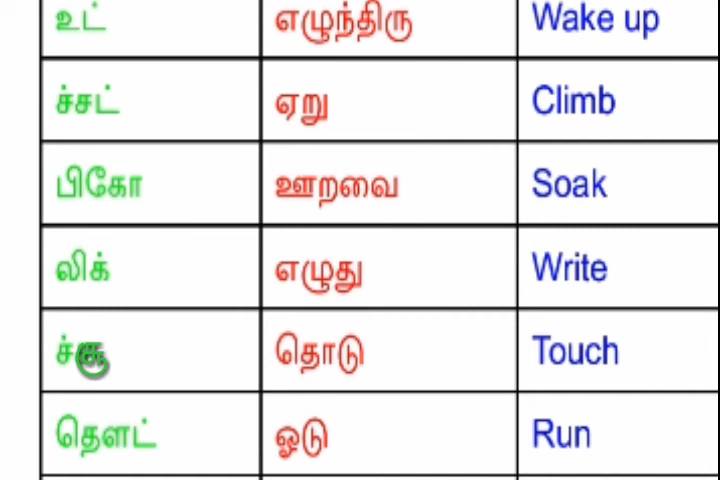 உட் எழுந்திரு Wake up
ச்சட் ஏறு Climb
பிகோ ஊறவை Soak
லிக் எழுது Write
தொடு Touch
தௌட் ஓடு Run